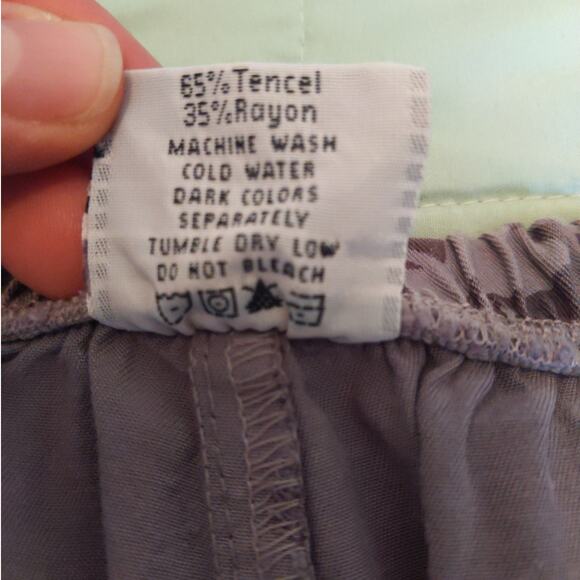 65% Tencel
35% Rayon
MACHINE WASH
COLD WATER
DARK COLORS
SEPARATELY
TUMBLE DRY LOW
DO NOT BLEACH